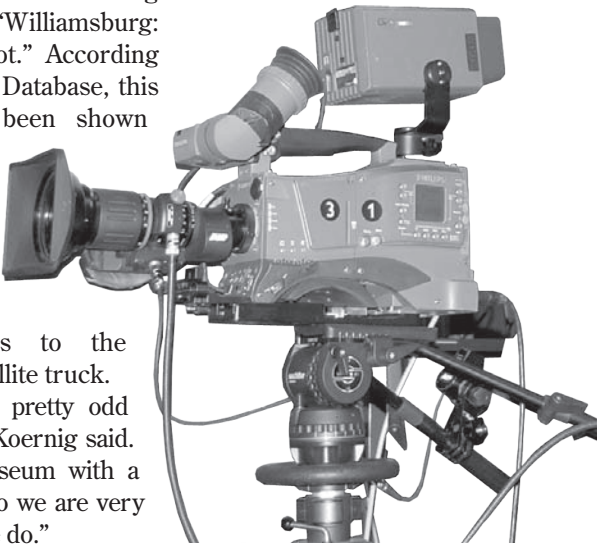 “Williamsburg:
ot.” According
Database, this
been shown
3 1
PHILIPS
s to the
llite truck.
pretty odd
Koernig said.
seum with a
o we are very
do.”